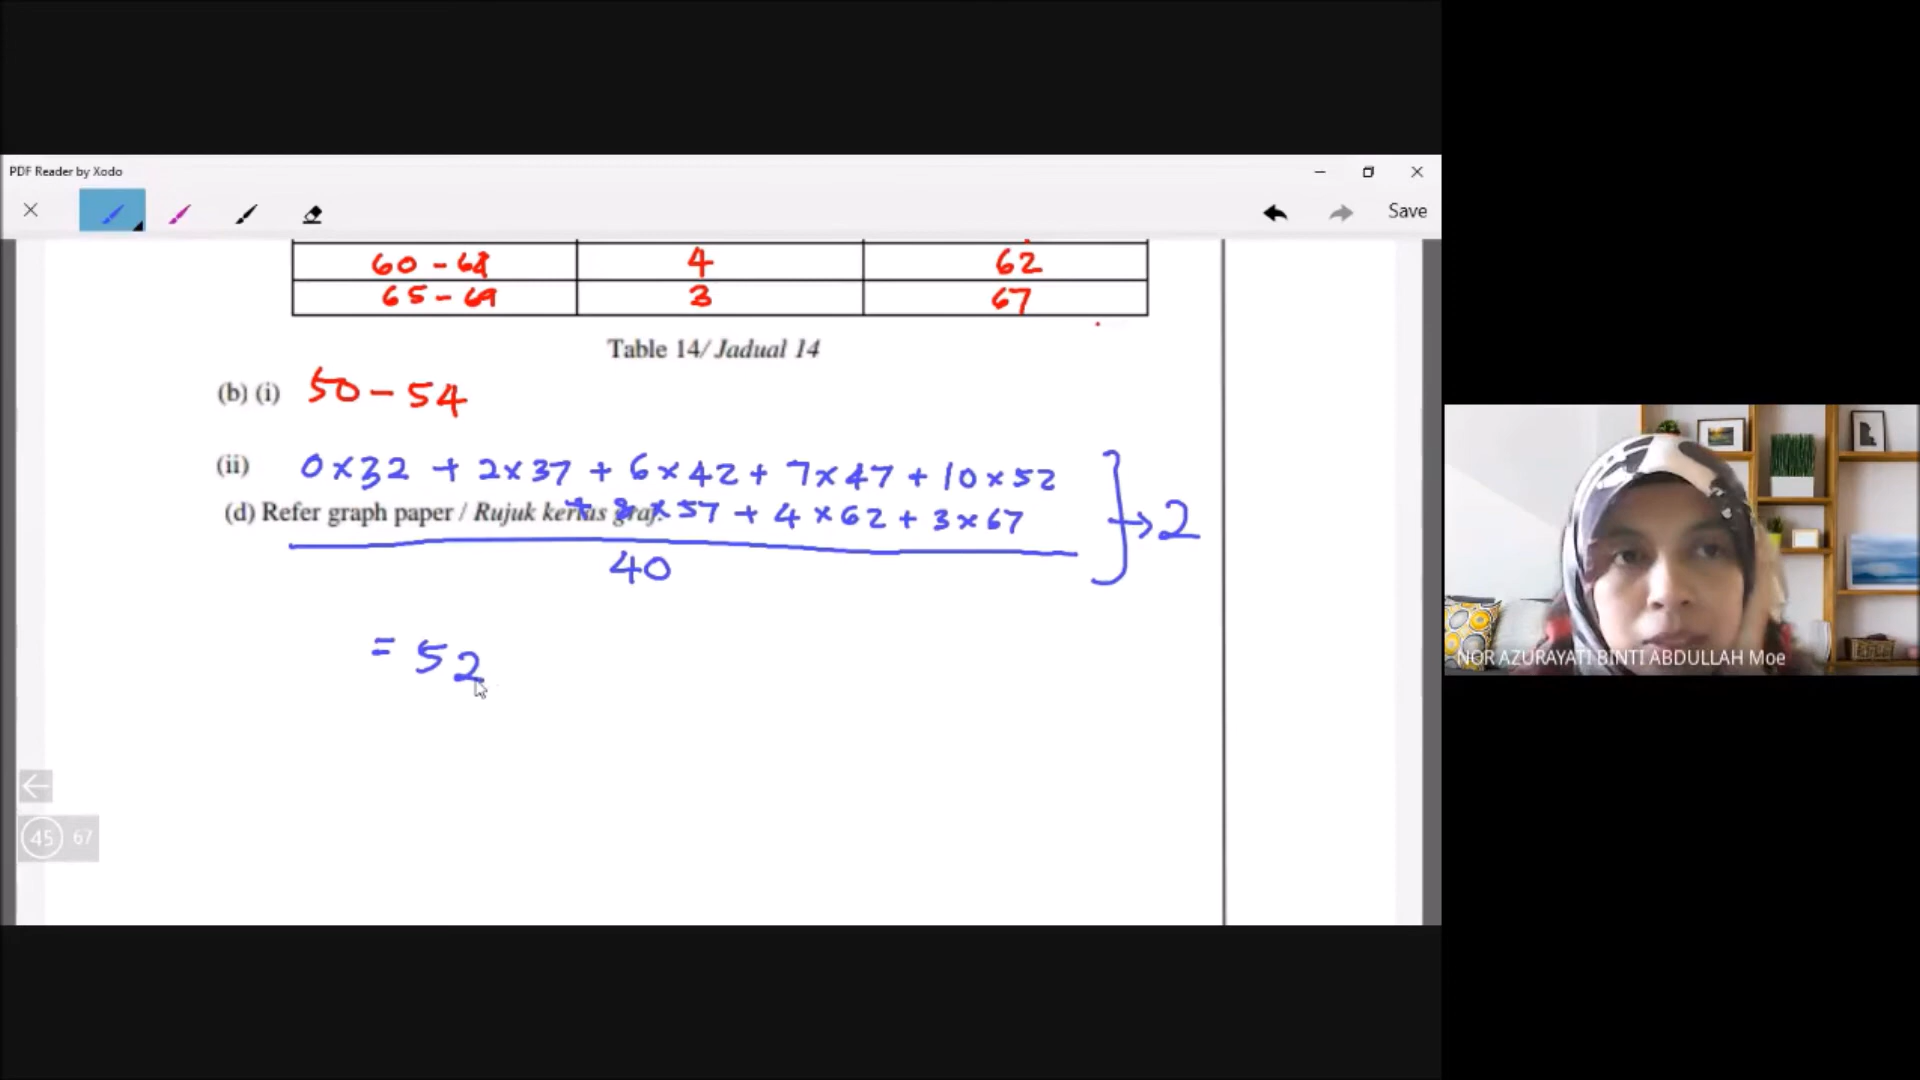 PDF Reader by Xodo
Save
60 - 64 4 62
65 - 69 3 67
Table 14/ Jadual 14
(b) (i) 50 - 54
(ii) 0 × 32 + 2 × 37 + 6 × 42 + 7 × 47 + 10 × 52
(d) Refer graph paper / Rujuk kertas graf.
+ 8 × 57 + 4 × 62 + 3 × 67
40
→ 2
= 52
45 67
NOR AZURAYATI BINTI ABDULLAH Moe